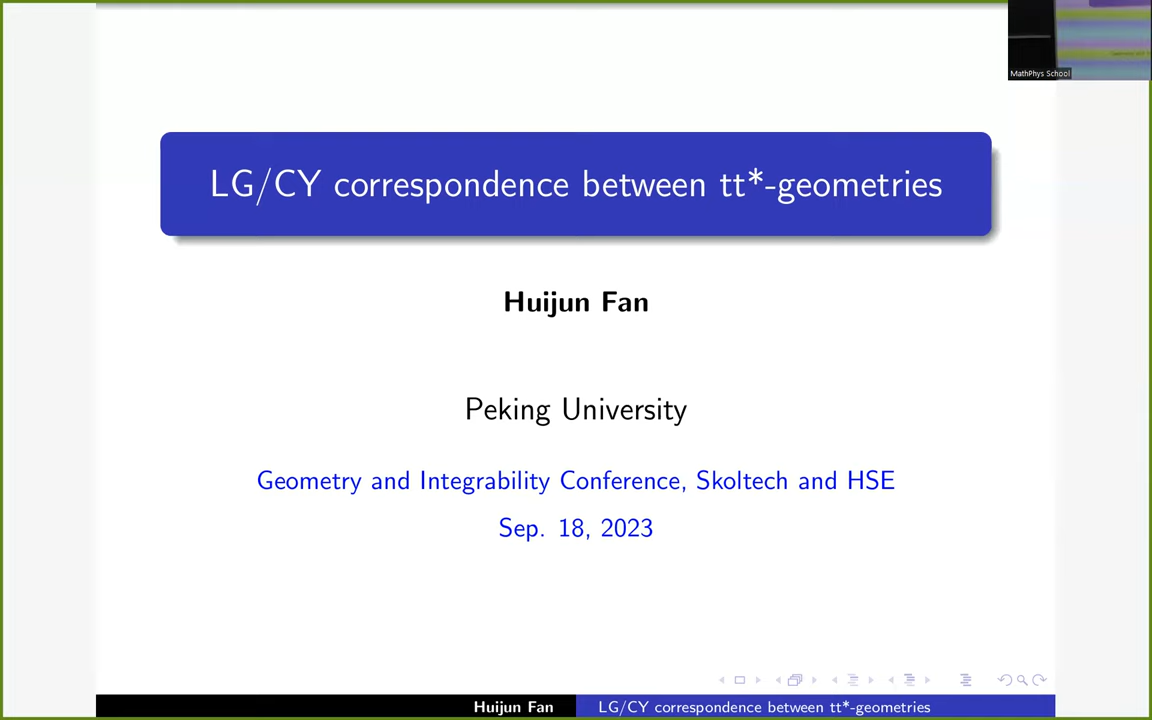 MathPhys School
LG/CY correspondence between tt*-geometries
Huijun Fan
Peking University
Geometry and Integrability Conference, Skoltech and HSE
Sep. 18, 2023
Huijun Fan
LG/CY correspondence between tt*-geometries